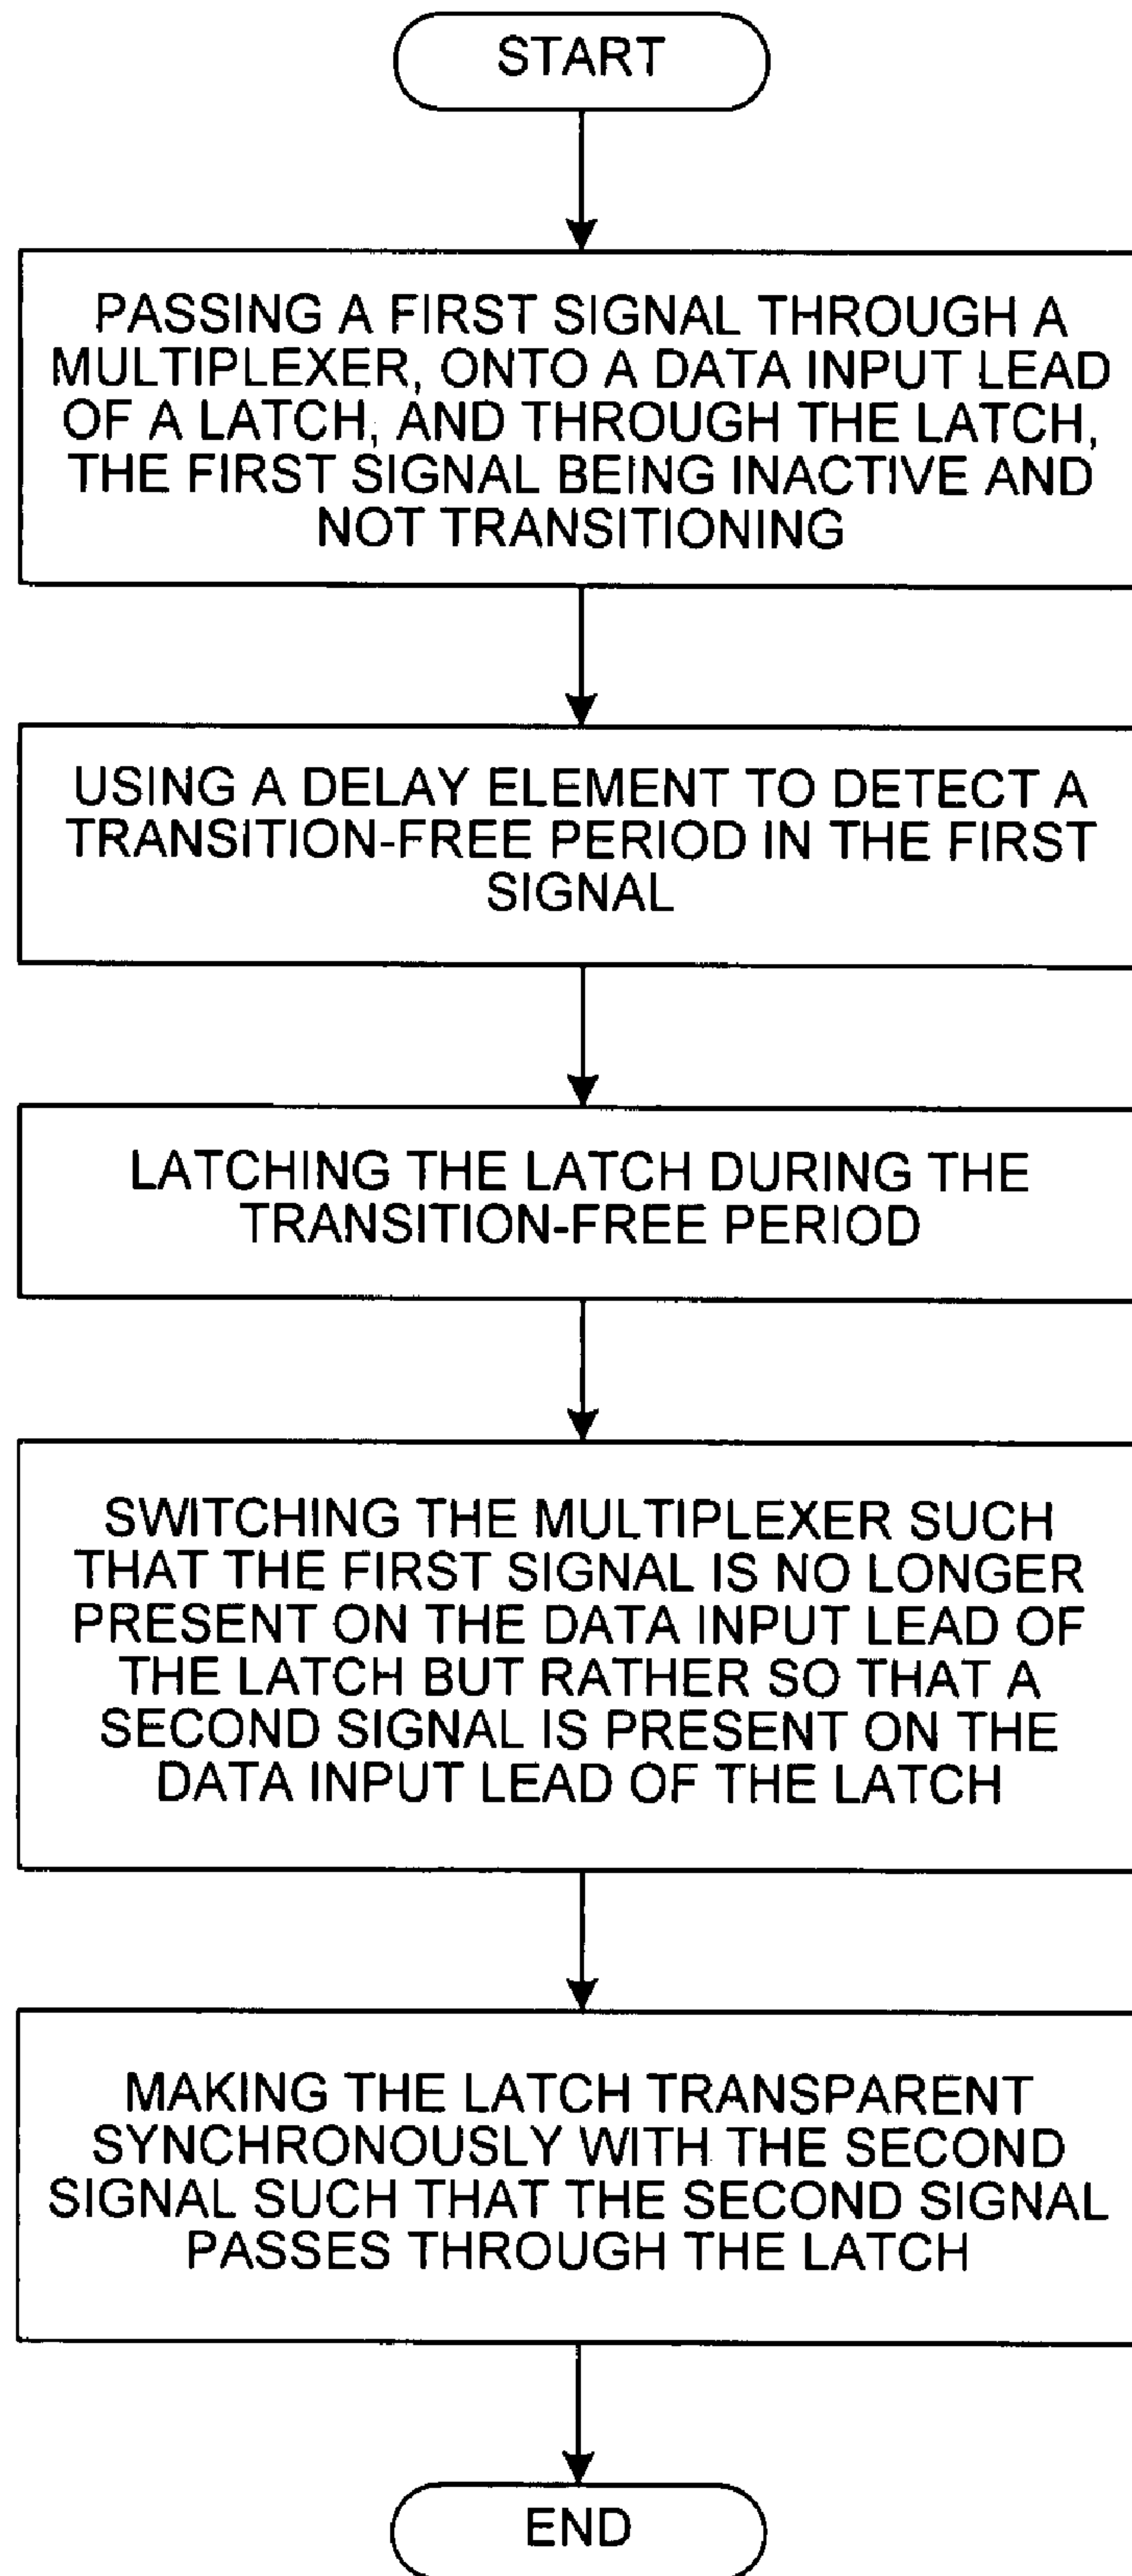 START
PASSING A FIRST SIGNAL THROUGH A
MULTIPLEXER, ONTO A DATA INPUT LEAD
OF A LATCH, AND THROUGH THE LATCH,
THE FIRST SIGNAL BEING INACTIVE AND
NOT TRANSITIONING
USING A DELAY ELEMENT TO DETECT A
TRANSITION-FREE PERIOD IN THE FIRST
SIGNAL
LATCHING THE LATCH DURING THE
TRANSITION-FREE PERIOD
SWITCHING THE MULTIPLEXER SUCH
THAT THE FIRST SIGNAL IS NO LONGER
PRESENT ON THE DATA INPUT LEAD OF
THE LATCH BUT RATHER SO THAT A
SECOND SIGNAL IS PRESENT ON THE
DATA INPUT LEAD OF THE LATCH
MAKING THE LATCH TRANSPARENT
SYNCHRONOUSLY WITH THE SECOND
SIGNAL SUCH THAT THE SECOND SIGNAL
PASSES THROUGH THE LATCH
END